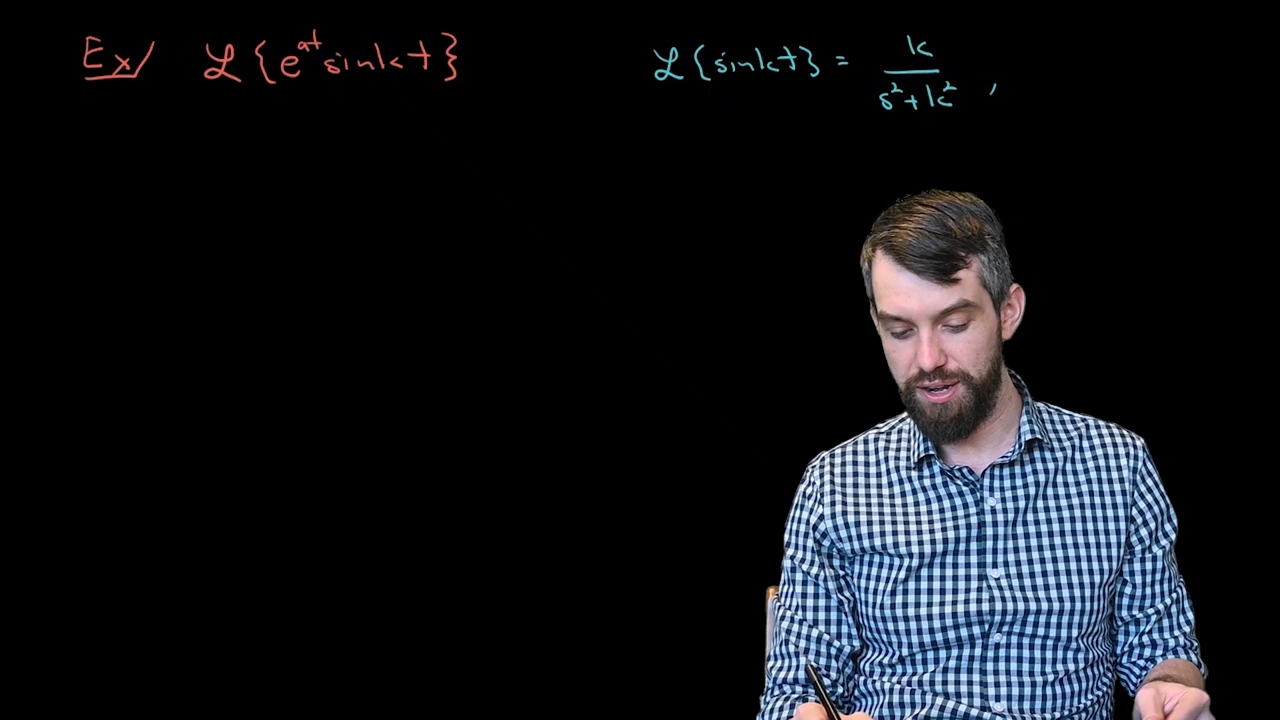 Ex/ ℒ{e^{at} sin kt}
ℒ{sin kt} = k / (s² + k²) ,